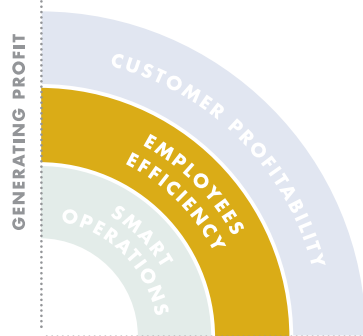 GENERATING PROFIT
CUSTOMER PROFITABILITY
EMPLOYEES
EFFICIENCY
SMART
OPERATIONS